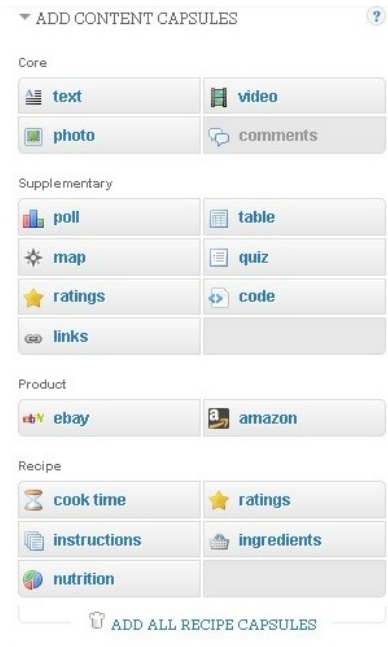 ADD CONTENT CAPSULES ?
Core
text video
photo comments
Supplementary
poll table
map quiz
ratings code
links
Product
ebY ebay a amazon
Recipe
cook time ratings
instructions ingredients
nutrition
ADD ALL RECIPE CAPSULES